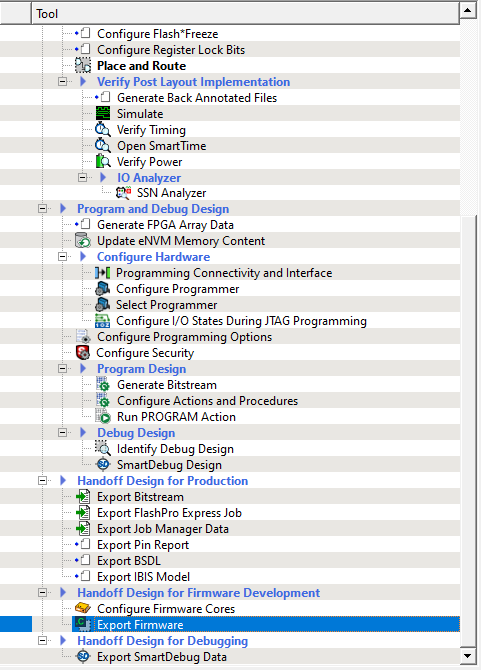 Tool
Configure Flash*Freeze
Configure Register Lock Bits
Place and Route
Verify Post Layout Implementation
Generate Back Annotated Files
Simulate
Verify Timing
Open SmartTime
Verify Power
IO Analyzer
SSN Analyzer
Program and Debug Design
Generate FPGA Array Data
Update eNVM Memory Content
Configure Hardware
Programming Connectivity and Interface
Configure Programmer
Select Programmer
Configure I/O States During JTAG Programming
Configure Programming Options
Configure Security
Program Design
Generate Bitstream
Configure Actions and Procedures
Run PROGRAM Action
Debug Design
Identify Debug Design
SmartDebug Design
Handoff Design for Production
Export Bitstream
Export FlashPro Express Job
Export Job Manager Data
Export Pin Report
Export BSDL
Export IBIS Model
Handoff Design for Firmware Development
Configure Firmware Cores
Export Firmware
Handoff Design for Debugging
Export SmartDebug Data